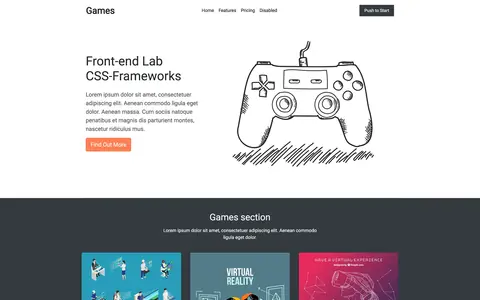 Games
Home Features Pricing Disabled
Push to Start
Front-end Lab
CSS-Frameworks
Lorem ipsum dolor sit amet, consectetuer
adipiscing elit. Aenean commodo ligula eget
dolor. Aenean massa. Cum sociis natoque
penatibus et magnis dis parturient montes,
nascetur ridiculus mus.
Find Out More
Games section
Lorem ipsum dolor sit amet, consectetuer adipiscing elit.
Aenean commodo ligula eget dolor.
VIRTUAL
REALITY
HAVE A VIRTUAL EXPERIENCE